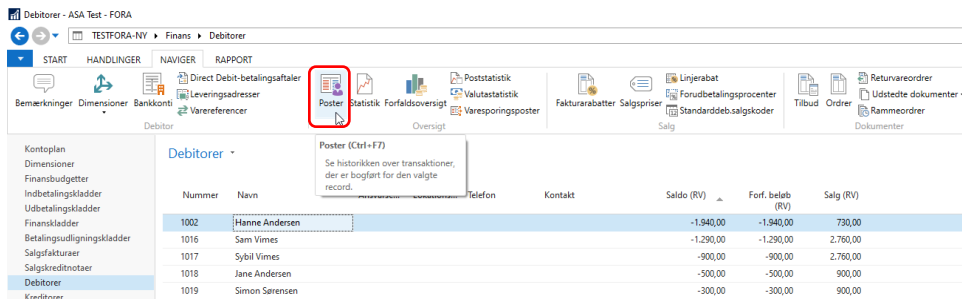 Debitorer - ASA Test - FORA
TESTFORA-NY ▸ Finans ▸ Debitorer
START HANDLINGER NAVIGER RAPPORT
Bemærkninger Dimensioner Bankkonti
Direct Debit-betalingsaftaler
Leveringsadresser
Varereferencer
Debitor
Poster Statistik Forfaldsoversigt
Poststatistik
Valutastatistik
Varesporingsposter
Oversigt
Fakturarabatter Salgspriser
Linjerabat
Forudbetalingsprocenter
Standarddeb.salgskoder
Salg
Tilbud Ordrer
Returvareordrer
Udstedte dokumenter
Rammeordrer
Dokumenter
Poster (Ctrl+F7)
Se historikken over transaktioner,
der er bogført for den valgte
record.
Kontoplan
Dimensioner
Finansbudgetter
Indbetalingskladder
Udbetalingskladder
Finanskladder
Betalingsudligningskladder
Salgsfakturaer
Salgskreditnotaer
Debitorer
Kreditorer
Debitorer
Nummer Navn Telefon Kontakt Saldo (RV) Forf. beløb (RV) Salg (RV)
1002 Hanne Andersen -1.940,00 -1.940,00 730,00
1016 Sam Vimes -1.290,00 -1.290,00 2.760,00
1017 Sybil Vimes -900,00 -900,00 2.760,00
1018 Jane Andersen -500,00 -500,00 900,00
1019 Simon Sørensen -300,00 -300,00 900,00